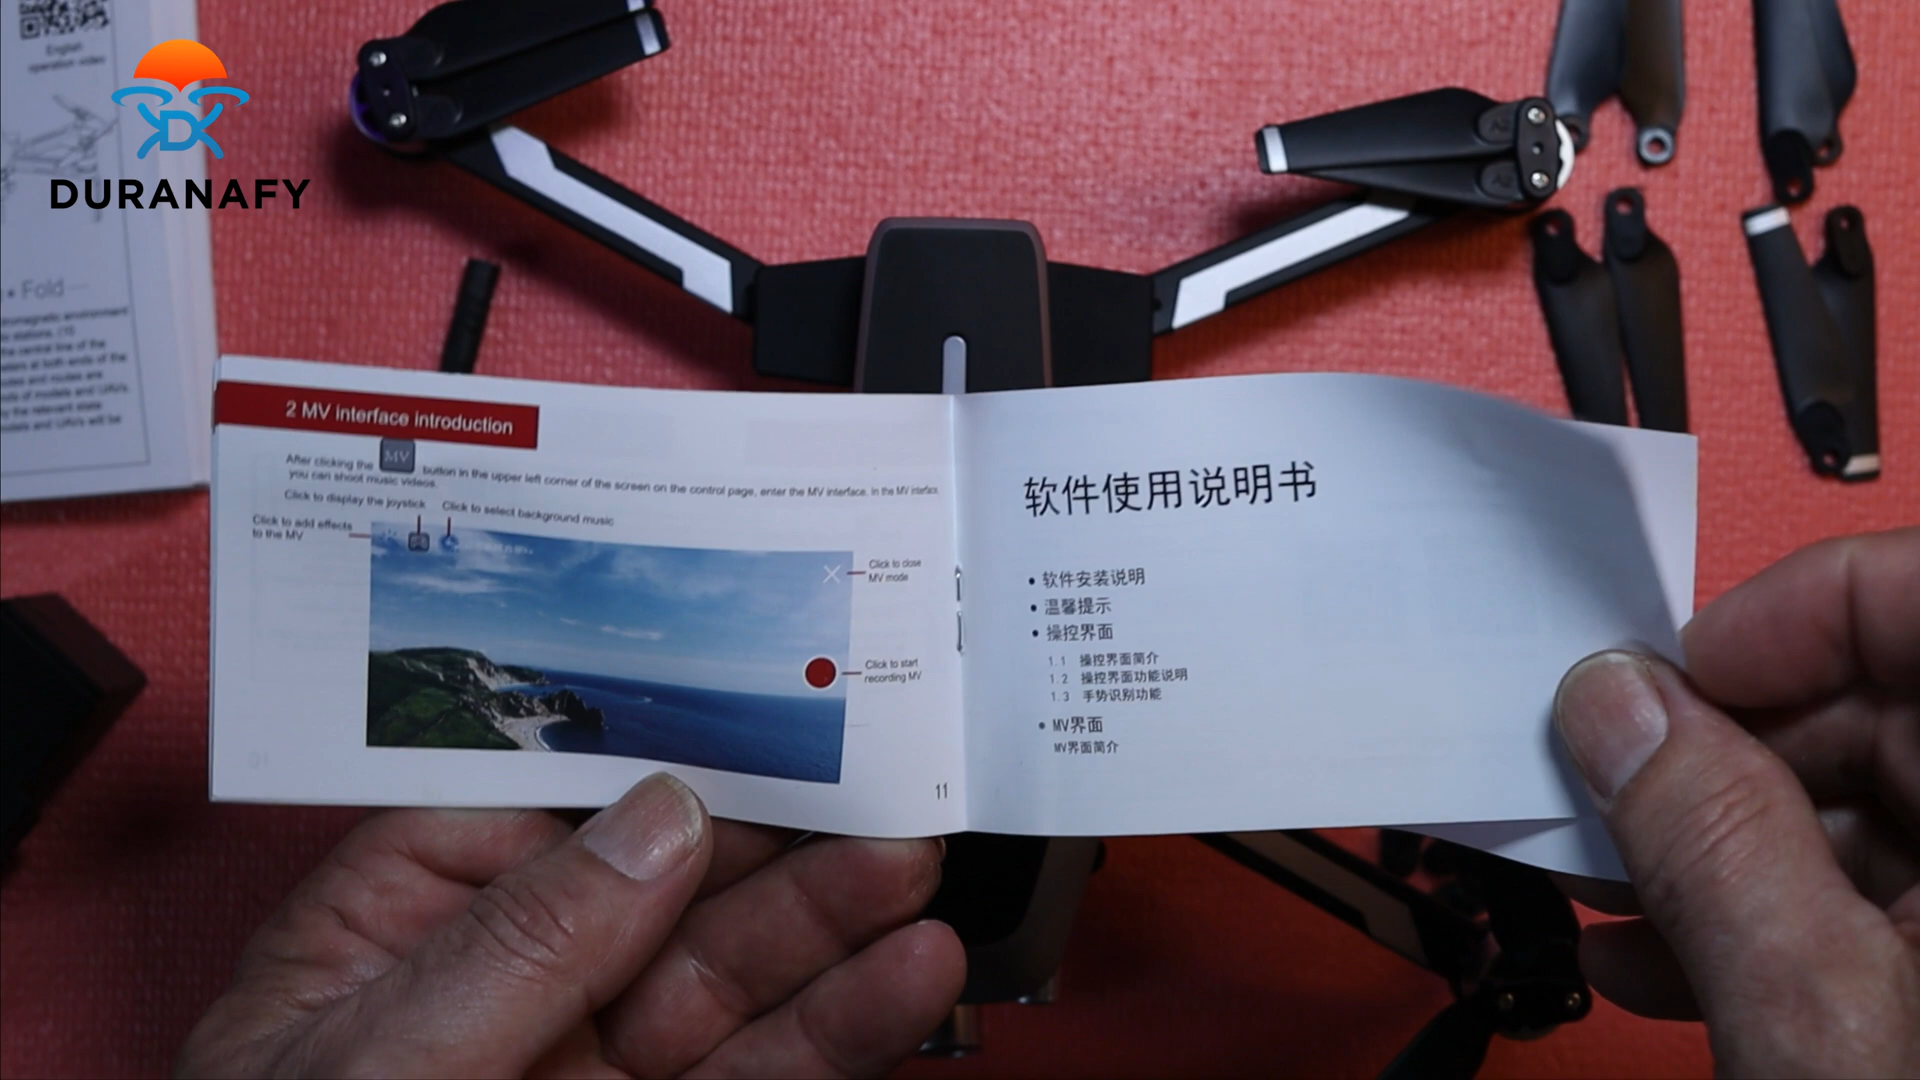 English
operation video
DURANAFY
Fold
2 MV interface introduction
After clicking the MV button in the upper left corner of the screen on the control page, enter the MV interface. In the MV interface,
you can shoot music videos.
Click to display the joystick
Click to select background music
Click to add effects
to the MV
Click to close
MV mode
Click to start
recording MV
11
软件使用说明书
• 软件安装说明
• 温馨提示
• 操控界面
1.1 操控界面简介
1.2 操控界面功能说明
1.3 手势识别功能
• MV界面
MV界面简介